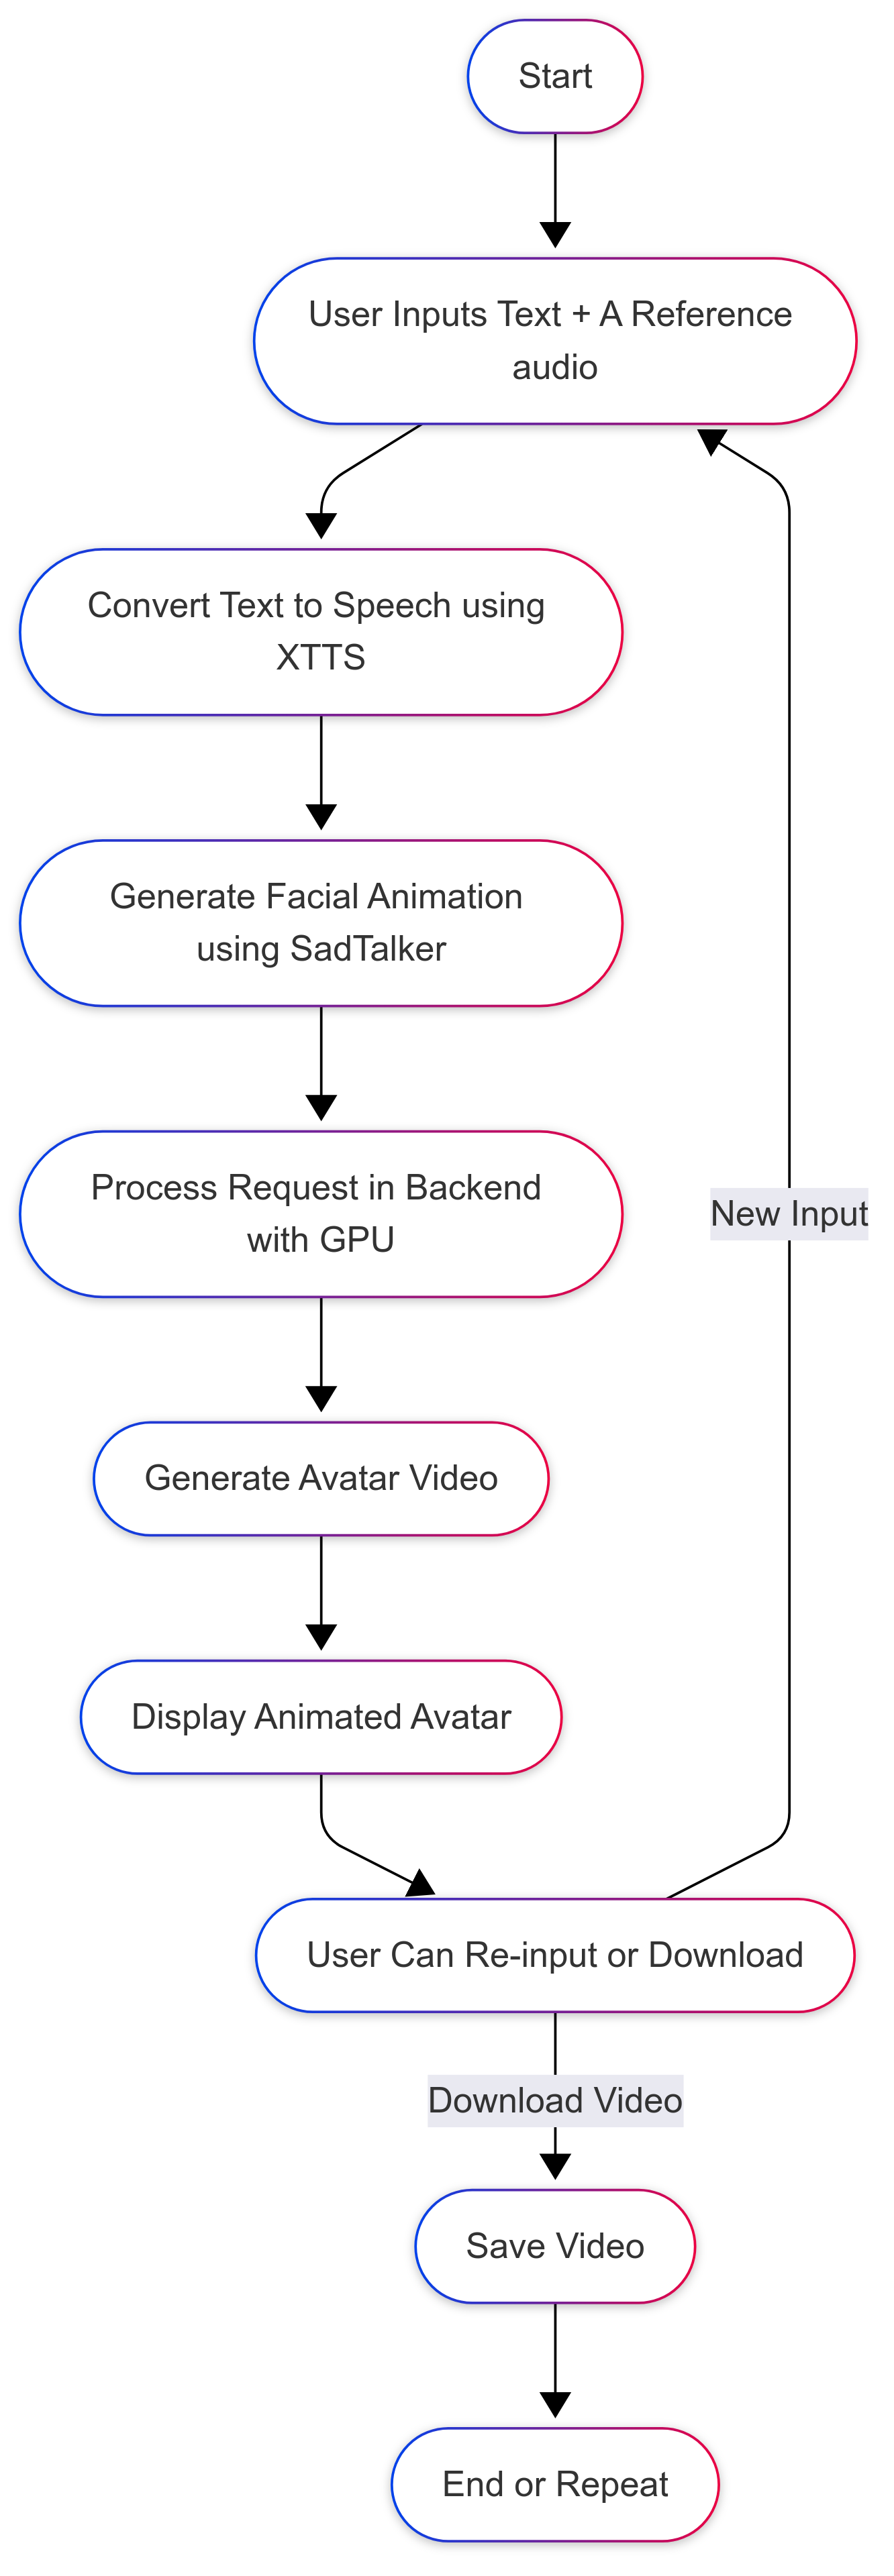 Start
User Inputs Text + A Reference
audio
Convert Text to Speech using
XTTS
Generate Facial Animation
using SadTalker
Process Request in Backend
with GPU
New Input
Generate Avatar Video
Display Animated Avatar
User Can Re-input or Download
Download Video
Save Video
End or Repeat